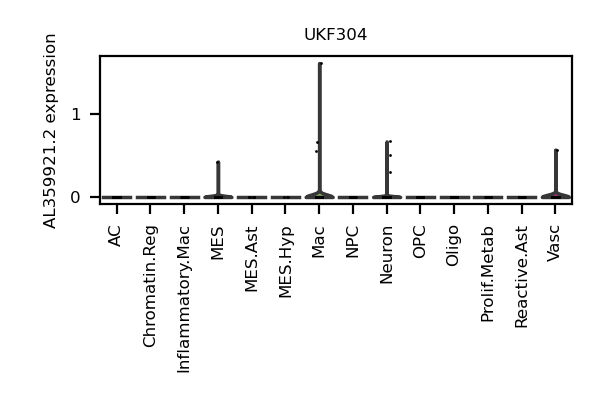 UKF304
AL359921.2 expression
1
0
AC
Chromatin.Reg
Inflammatory.Mac
MES
MES.Ast
MES.Hyp
Mac
NPC
Neuron
OPC
Oligo
Prolif.Metab
Reactive.Ast
Vasc